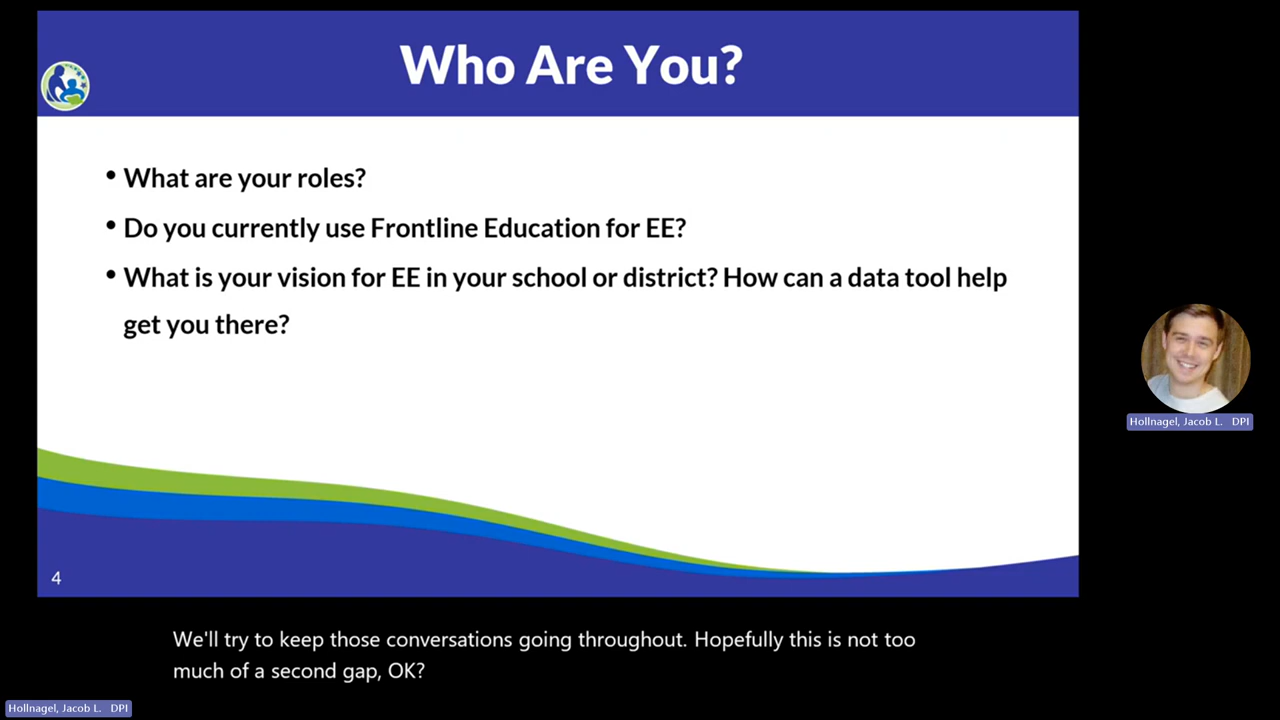 Who Are You?
• What are your roles?
• Do you currently use Frontline Education for EE?
• What is your vision for EE in your school or district? How can a data tool help
get you there?
Hollnagel, Jacob L. DPI
4
We'll try to keep those conversations going throughout. Hopefully this is not too
much of a second gap, OK?
Hollnagel, Jacob L. DPI